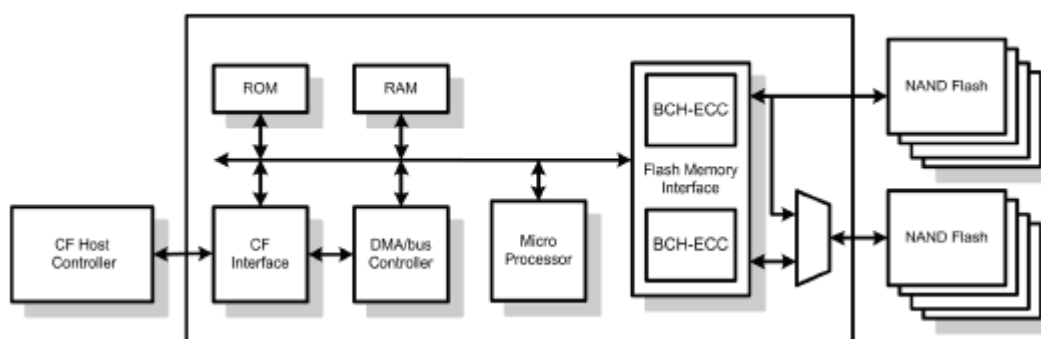 ROM
RAM
BCH-ECC
NAND Flash
Flash Memory
Interface
CF Host
Controller
CF
Interface
DMA/bus
Controller
Micro
Processor
BCH-ECC
NAND Flash